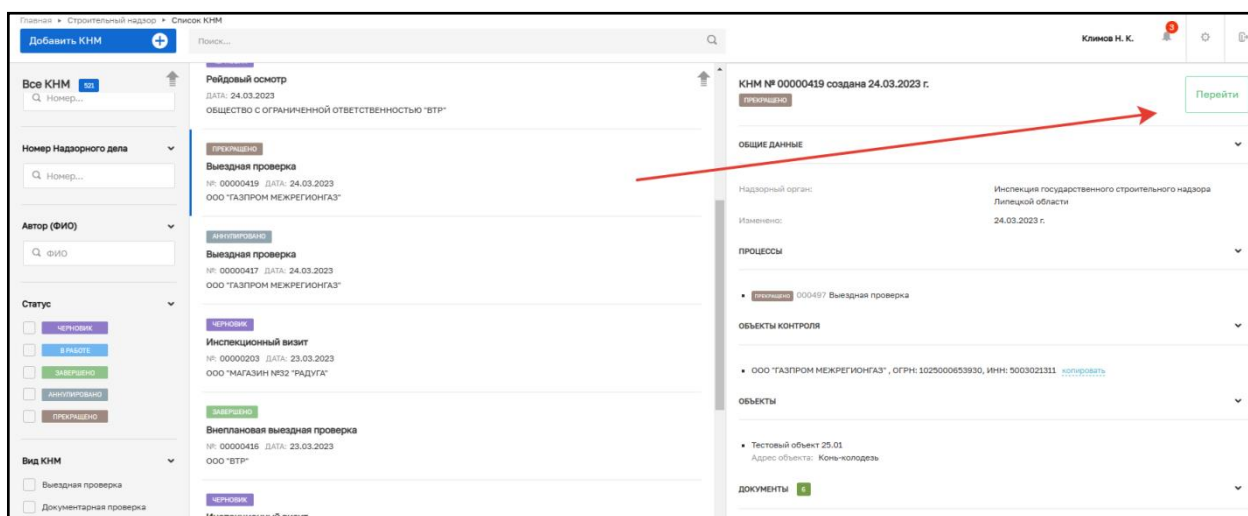 Главная ▸ Строительный надзор ▸ Список КНМ
Добавить КНМ
Поиск...
Климов Н. К.
3
Все КНМ 521
Номер...
Номер Надзорного дела
Номер...
Автор (ФИО)
ФИО
Статус
ЧЕРНОВИК
В РАБОТЕ
ЗАВЕРШЕНО
АННУЛИРОВАНО
ПРЕКРАЩЕНО
Вид КНМ
Выездная проверка
Документарная проверка
Рейдовый осмотр
ДАТА: 24.03.2023
ОБЩЕСТВО С ОГРАНИЧЕННОЙ ОТВЕТСТВЕННОСТЬЮ "ВТР"
ПРЕКРАЩЕНО
Выездная проверка
№: 00000419 ДАТА: 24.03.2023
ООО "ГАЗПРОМ МЕЖРЕГИОНГАЗ"
АННУЛИРОВАНО
Выездная проверка
№: 00000417 ДАТА: 24.03.2023
ООО "ГАЗПРОМ МЕЖРЕГИОНГАЗ"
ЧЕРНОВИК
Инспекционный визит
№: 00000203 ДАТА: 23.03.2023
ООО "МАГАЗИН №32 "РАДУГА"
ЗАВЕРШЕНО
Внеплановая выездная проверка
№: 00000416 ДАТА: 23.03.2023
ООО "ВТР"
ЧЕРНОВИК
КНМ № 00000419 создана 24.03.2023 г.
ПРЕКРАЩЕНО
Перейти
ОБЩИЕ ДАННЫЕ
Надзорный орган: Инспекция государственного строительного надзора
Липецкой области
Изменено: 24.03.2023 г.
ПРОЦЕССЫ
ПРЕКРАЩЕНО 000497 Выездная проверка
ОБЪЕКТЫ КОНТРОЛЯ
ООО "ГАЗПРОМ МЕЖРЕГИОНГАЗ" , ОГРН: 1025000653930, ИНН: 5003021311 копировать
ОБЪЕКТЫ
Тестовый объект 25.01
Адрес объекта: Конь-колодезь
ДОКУМЕНТЫ 6